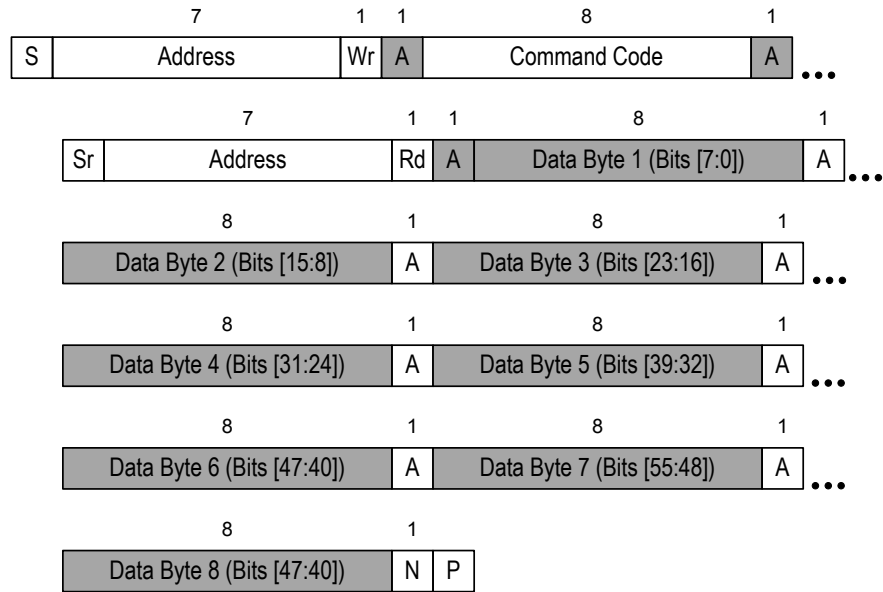 7 1 1 8 1
S Address Wr A Command Code A •••
7 1 1 8 1
Sr Address Rd A Data Byte 1 (Bits [7:0]) A •••
8 1 8 1
Data Byte 2 (Bits [15:8]) A Data Byte 3 (Bits [23:16]) A •••
8 1 8 1
Data Byte 4 (Bits [31:24]) A Data Byte 5 (Bits [39:32]) A •••
8 1 8 1
Data Byte 6 (Bits [47:40]) A Data Byte 7 (Bits [55:48]) A •••
8 1
Data Byte 8 (Bits [47:40]) N P